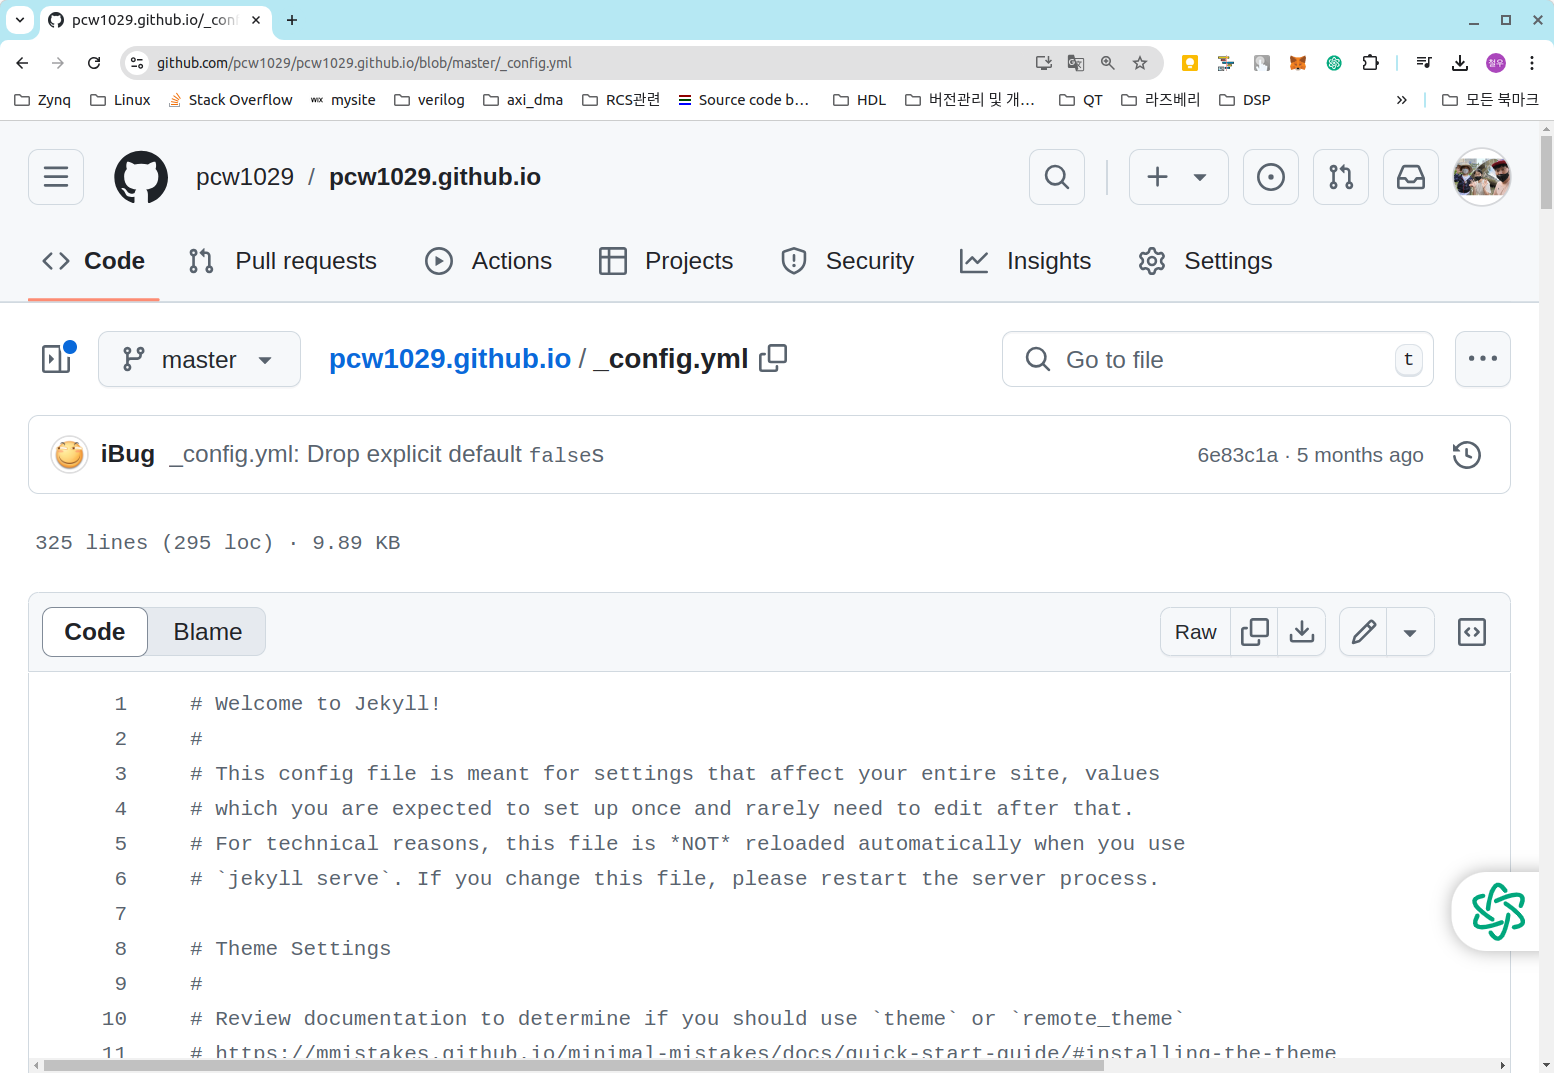 pcw1029.github.io/_con
github.com/pcw1029/pcw1029.github.io/blob/master/_config.yml
철우
Zynq Linux Stack Overflow WIX mysite verilog axi_dma RCS관련 Source code b... HDL 버전관리 및 개... QT 라즈베리 DSP » 모든 북마크
pcw1029 / pcw1029.github.io
Code Pull requests Actions Projects Security Insights Settings
master pcw1029.github.io / _config.yml Go to file t
iBug _config.yml: Drop explicit default falses 6e83c1a · 5 months ago
325 lines (295 loc) · 9.89 KB
Code Blame Raw
1 # Welcome to Jekyll!
2 #
3 # This config file is meant for settings that affect your entire site, values
4 # which you are expected to set up once and rarely need to edit after that.
5 # For technical reasons, this file is *NOT* reloaded automatically when you use
6 # `jekyll serve`. If you change this file, please restart the server process.
7
8 # Theme Settings
9 #
10 # Review documentation to determine if you should use `theme` or `remote_theme`
11 # https://mmistakes.github.io/minimal-mistakes/docs/quick-start-guide/#installing-the-theme